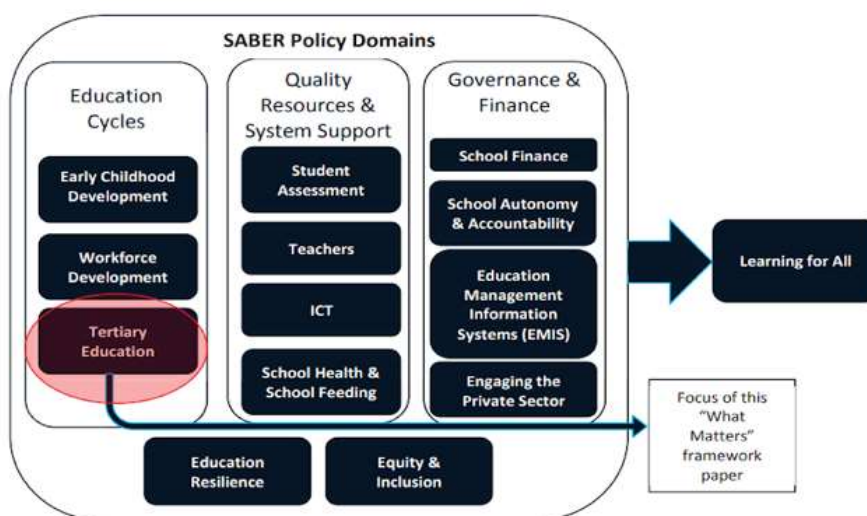 SABER Policy Domains
Education
Cycles
Early Childhood
Development
Workforce
Development
Tertiary
Education
Quality
Resources &
System Support
Student
Assessment
Teachers
ICT
School Health &
School Feeding
Governance &
Finance
School Finance
School Autonomy
& Accountability
Education
Management
Information
Systems (EMIS)
Engaging the
Private Sector
Education
Resilience
Equity &
Inclusion
Learning for All
Focus of this
"What
Matters"
framework
paper